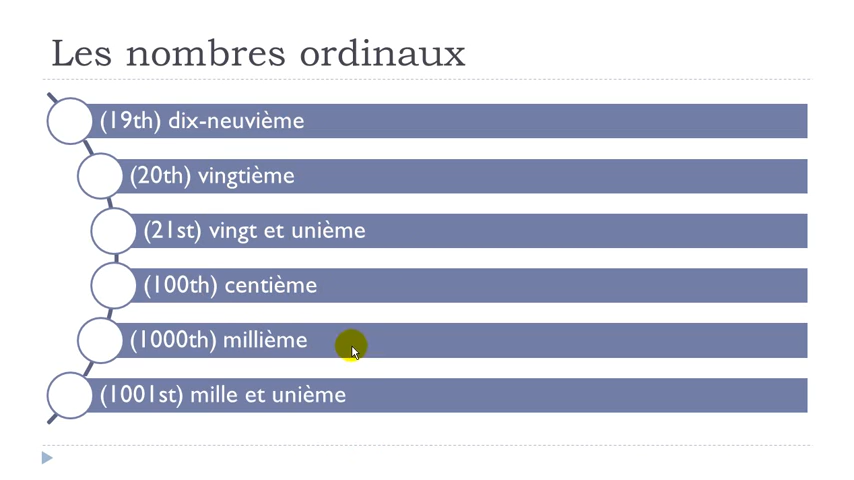 Les nombres ordinaux
(19th) dix-neuvième
(20th) vingtième
(21st) vingt et unième
(100th) centième
(1000th) millième
(1001st) mille et unième